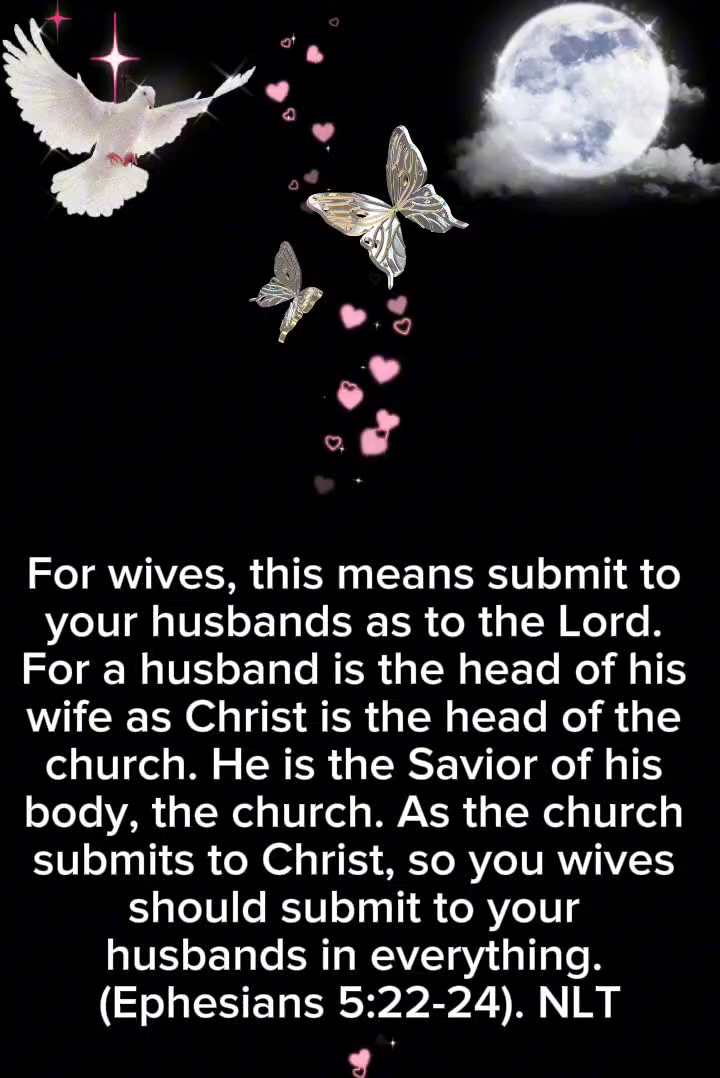 For wives, this means submit to
your husbands as to the Lord.
For a husband is the head of his
wife as Christ is the head of the
church. He is the Savior of his
body, the church. As the church
submits to Christ, so you wives
should submit to your
husbands in everything.
(Ephesians 5:22-24). NLT